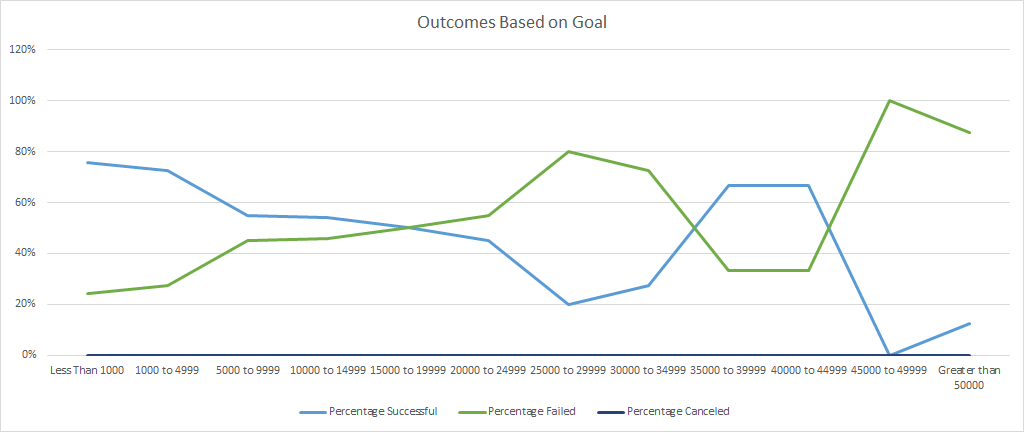 Outcomes Based on Goal
120%
100%
80%
60%
40%
20%
0%
Less Than 1000 1000 to 4999 5000 to 9999 10000 to 14999 15000 to 19999 20000 to 24999 25000 to 29999 30000 to 34999 35000 to 39999 40000 to 44999 45000 to 49999 Greater than
50000
Percentage Successful Percentage Failed Percentage Canceled